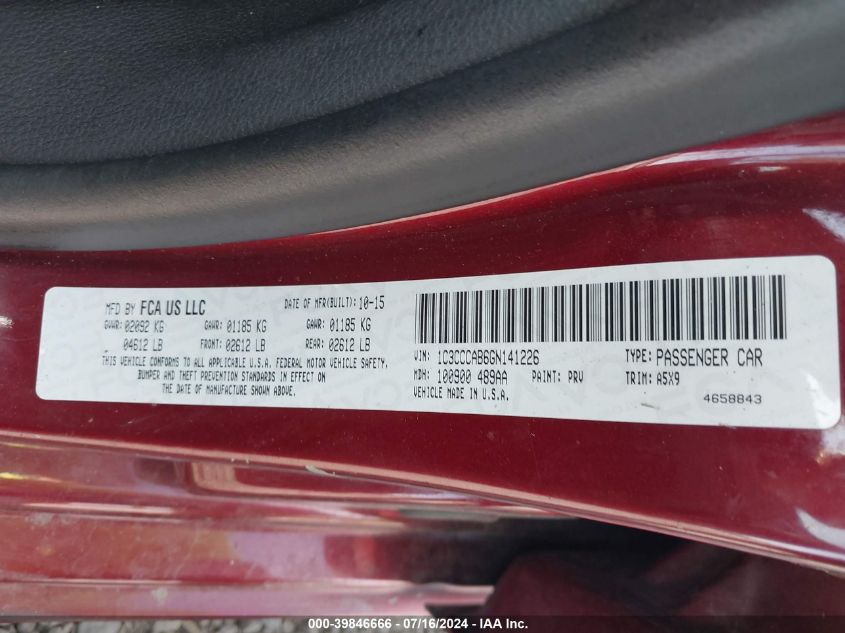 MFD BY FCA US LLC DATE OF MFR(BUILT): 10-15
GVWR: 02092 KG GAWR: 01185 KG GAWR: 01185 KG
04612 LB FRONT: 02612 LB REAR: 02612 LB
THIS VEHICLE CONFORMS TO ALL APPLICABLE U.S.A. FEDERAL MOTOR VEHICLE SAFETY,
BUMPER AND THEFT PREVENTION STANDARDS IN EFFECT ON
THE DATE OF MANUFACTURE SHOWN ABOVE.
VIN: 1C3CCCAB6GN141226 TYPE: PASSENGER CAR
MDH: 100900 489AA PAINT: PRV TRIM: A5X9
VEHICLE MADE IN U.S.A. 4658843
000-39846666 - 07/16/2024 - IAA Inc.